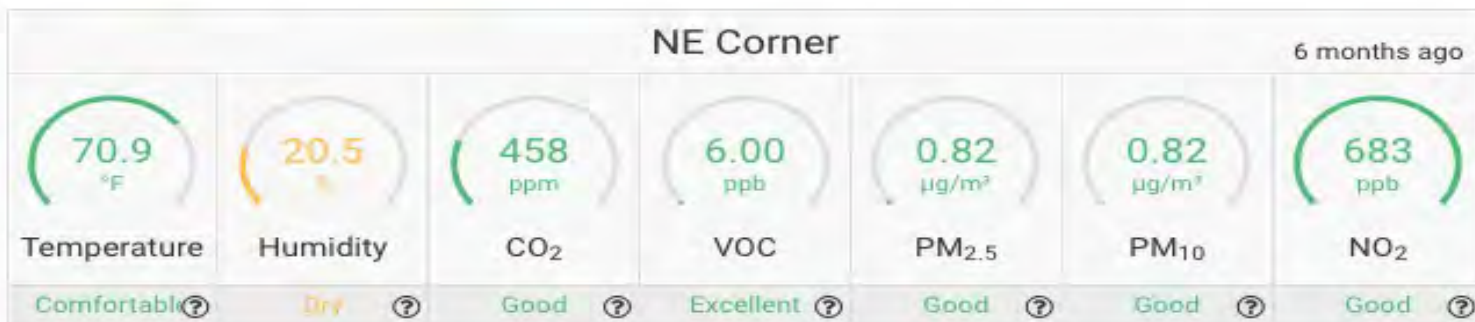 NE Corner
6 months ago
70.9 20.5 458 6.00 0.82 0.82 683
°F % ppm ppb µg/m³ µg/m³ ppb
Temperature Humidity CO₂ VOC PM₂.₅ PM₁₀ NO₂
Comfortable ? Dry ? Good ? Excellent ? Good ? Good ? Good ?